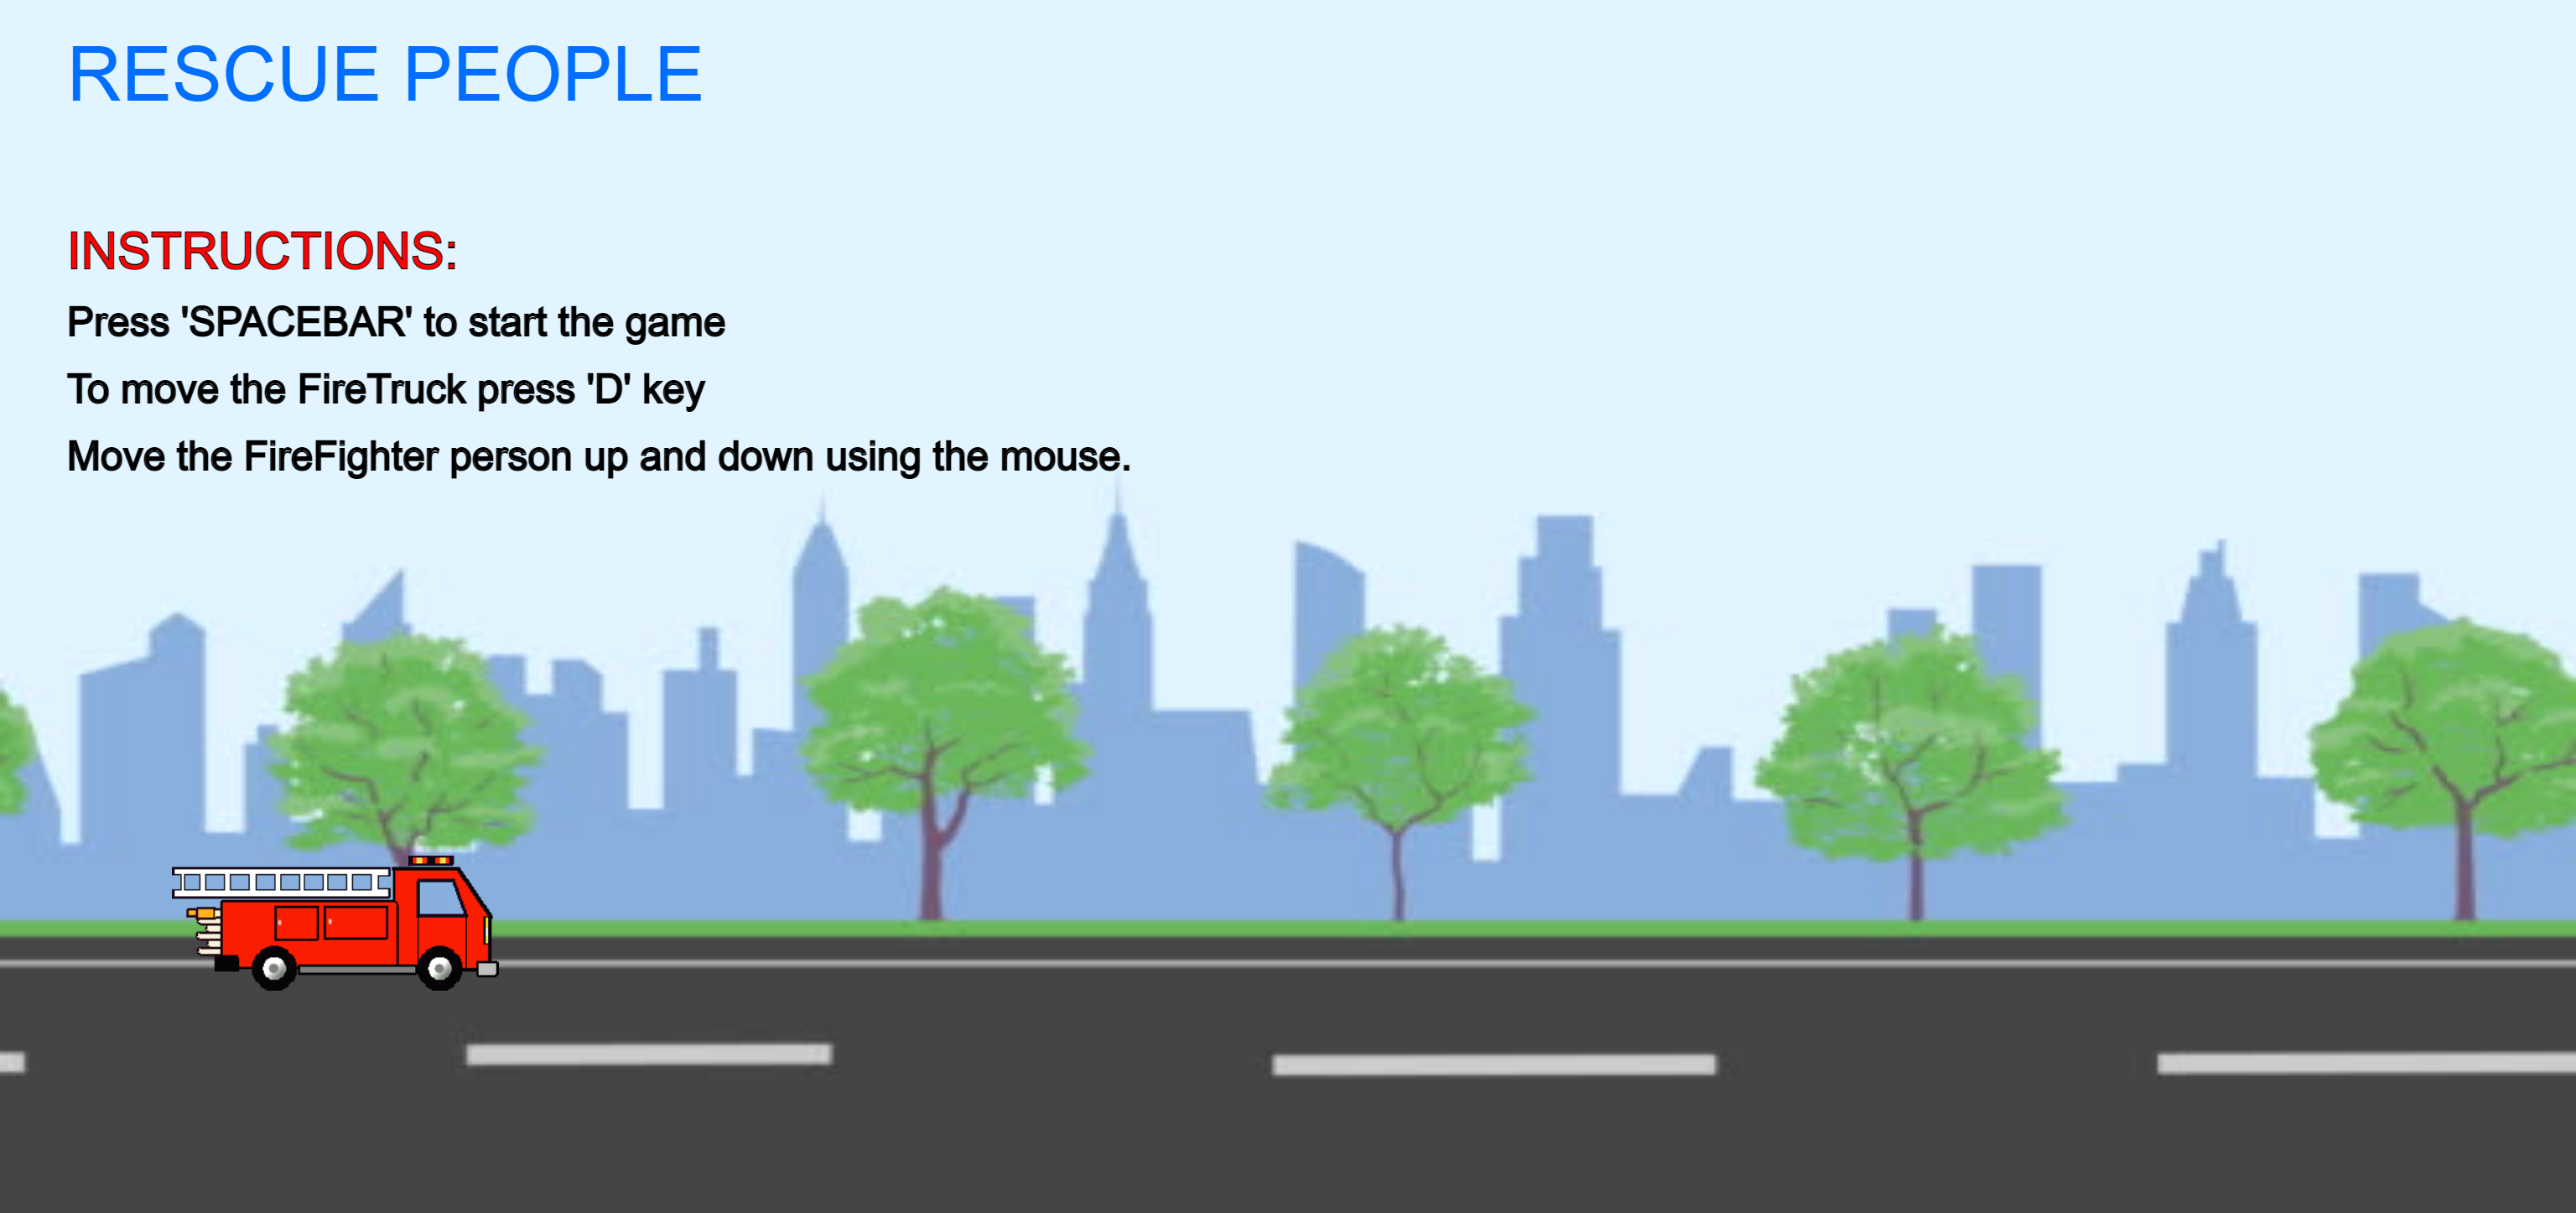 RESCUE PEOPLE
INSTRUCTIONS:
Press 'SPACEBAR' to start the game
To move the FireTruck press 'D' key
Move the FireFighter person up and down using the mouse.